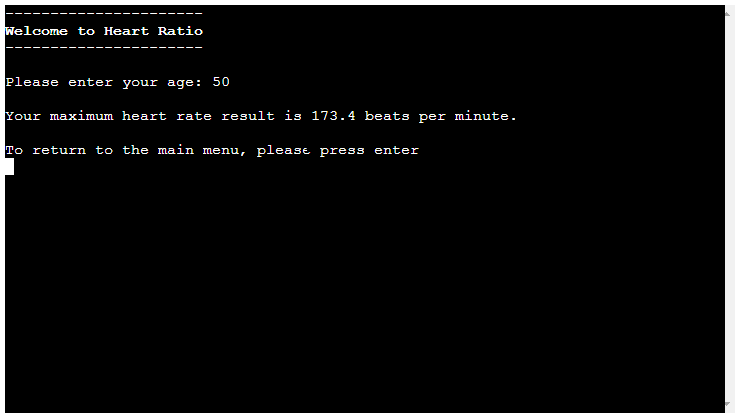 ----------------------
Welcome to Heart Ratio
----------------------
Please enter your age: 50
Your maximum heart rate result is 173.4 beats per minute.
To return to the main menu, please press enter